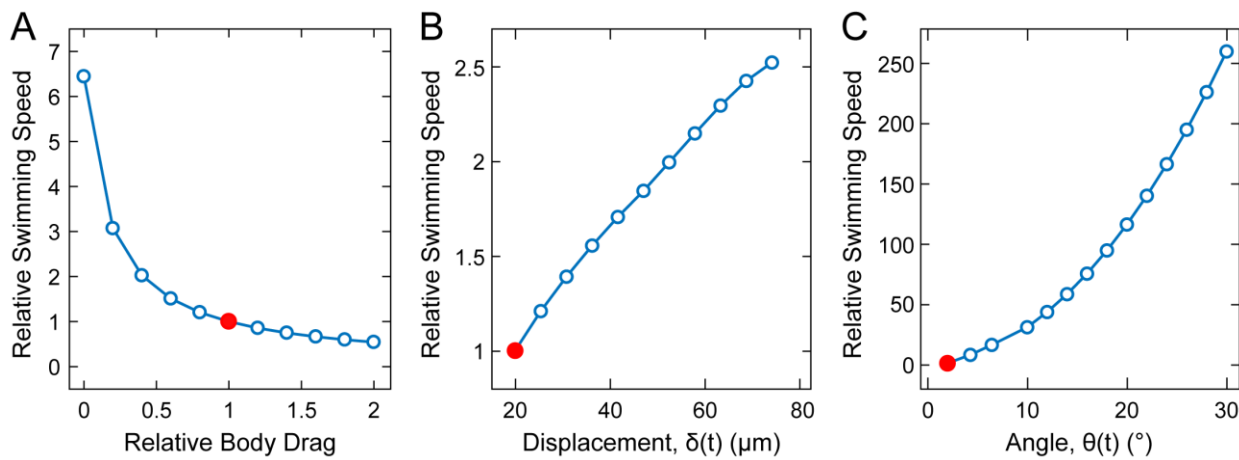 A
Relative Swimming Speed
7
6
5
4
3
2
1
0
0 0.5 1 1.5 2
Relative Body Drag
B
Relative Swimming Speed
2.5
2
1.5
1
20 40 60 80
Displacement, δ(t) (μm)
C
Relative Swimming Speed
250
200
150
100
50
0
0 10 20 30
Angle, θ(t) (°)